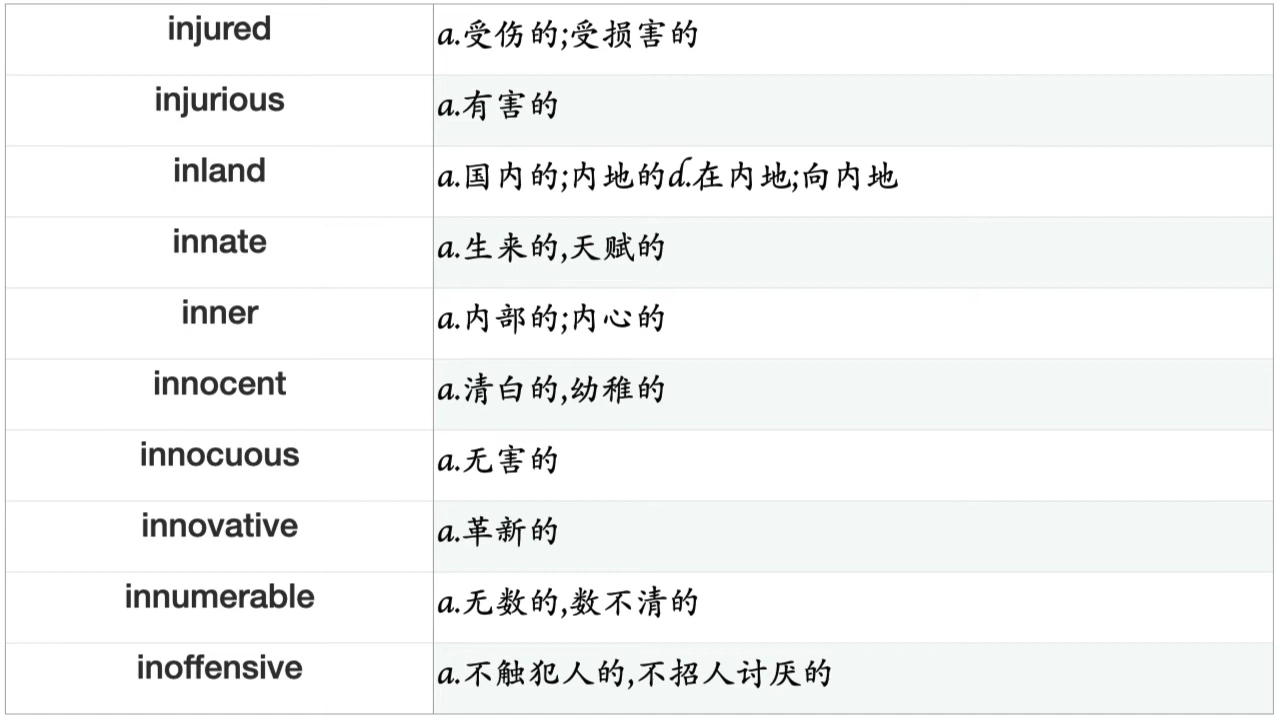 injured a.受伤的;受损害的
injurious a.有害的
inland a.国内的;内地的d.在内地;向内地
innate a.生来的,天赋的
inner a.内部的;内心的
innocent a.清白的,幼稚的
innocuous a.无害的
innovative a.革新的
innumerable a.无数的,数不清的
inoffensive a.不触犯人的,不招人讨厌的